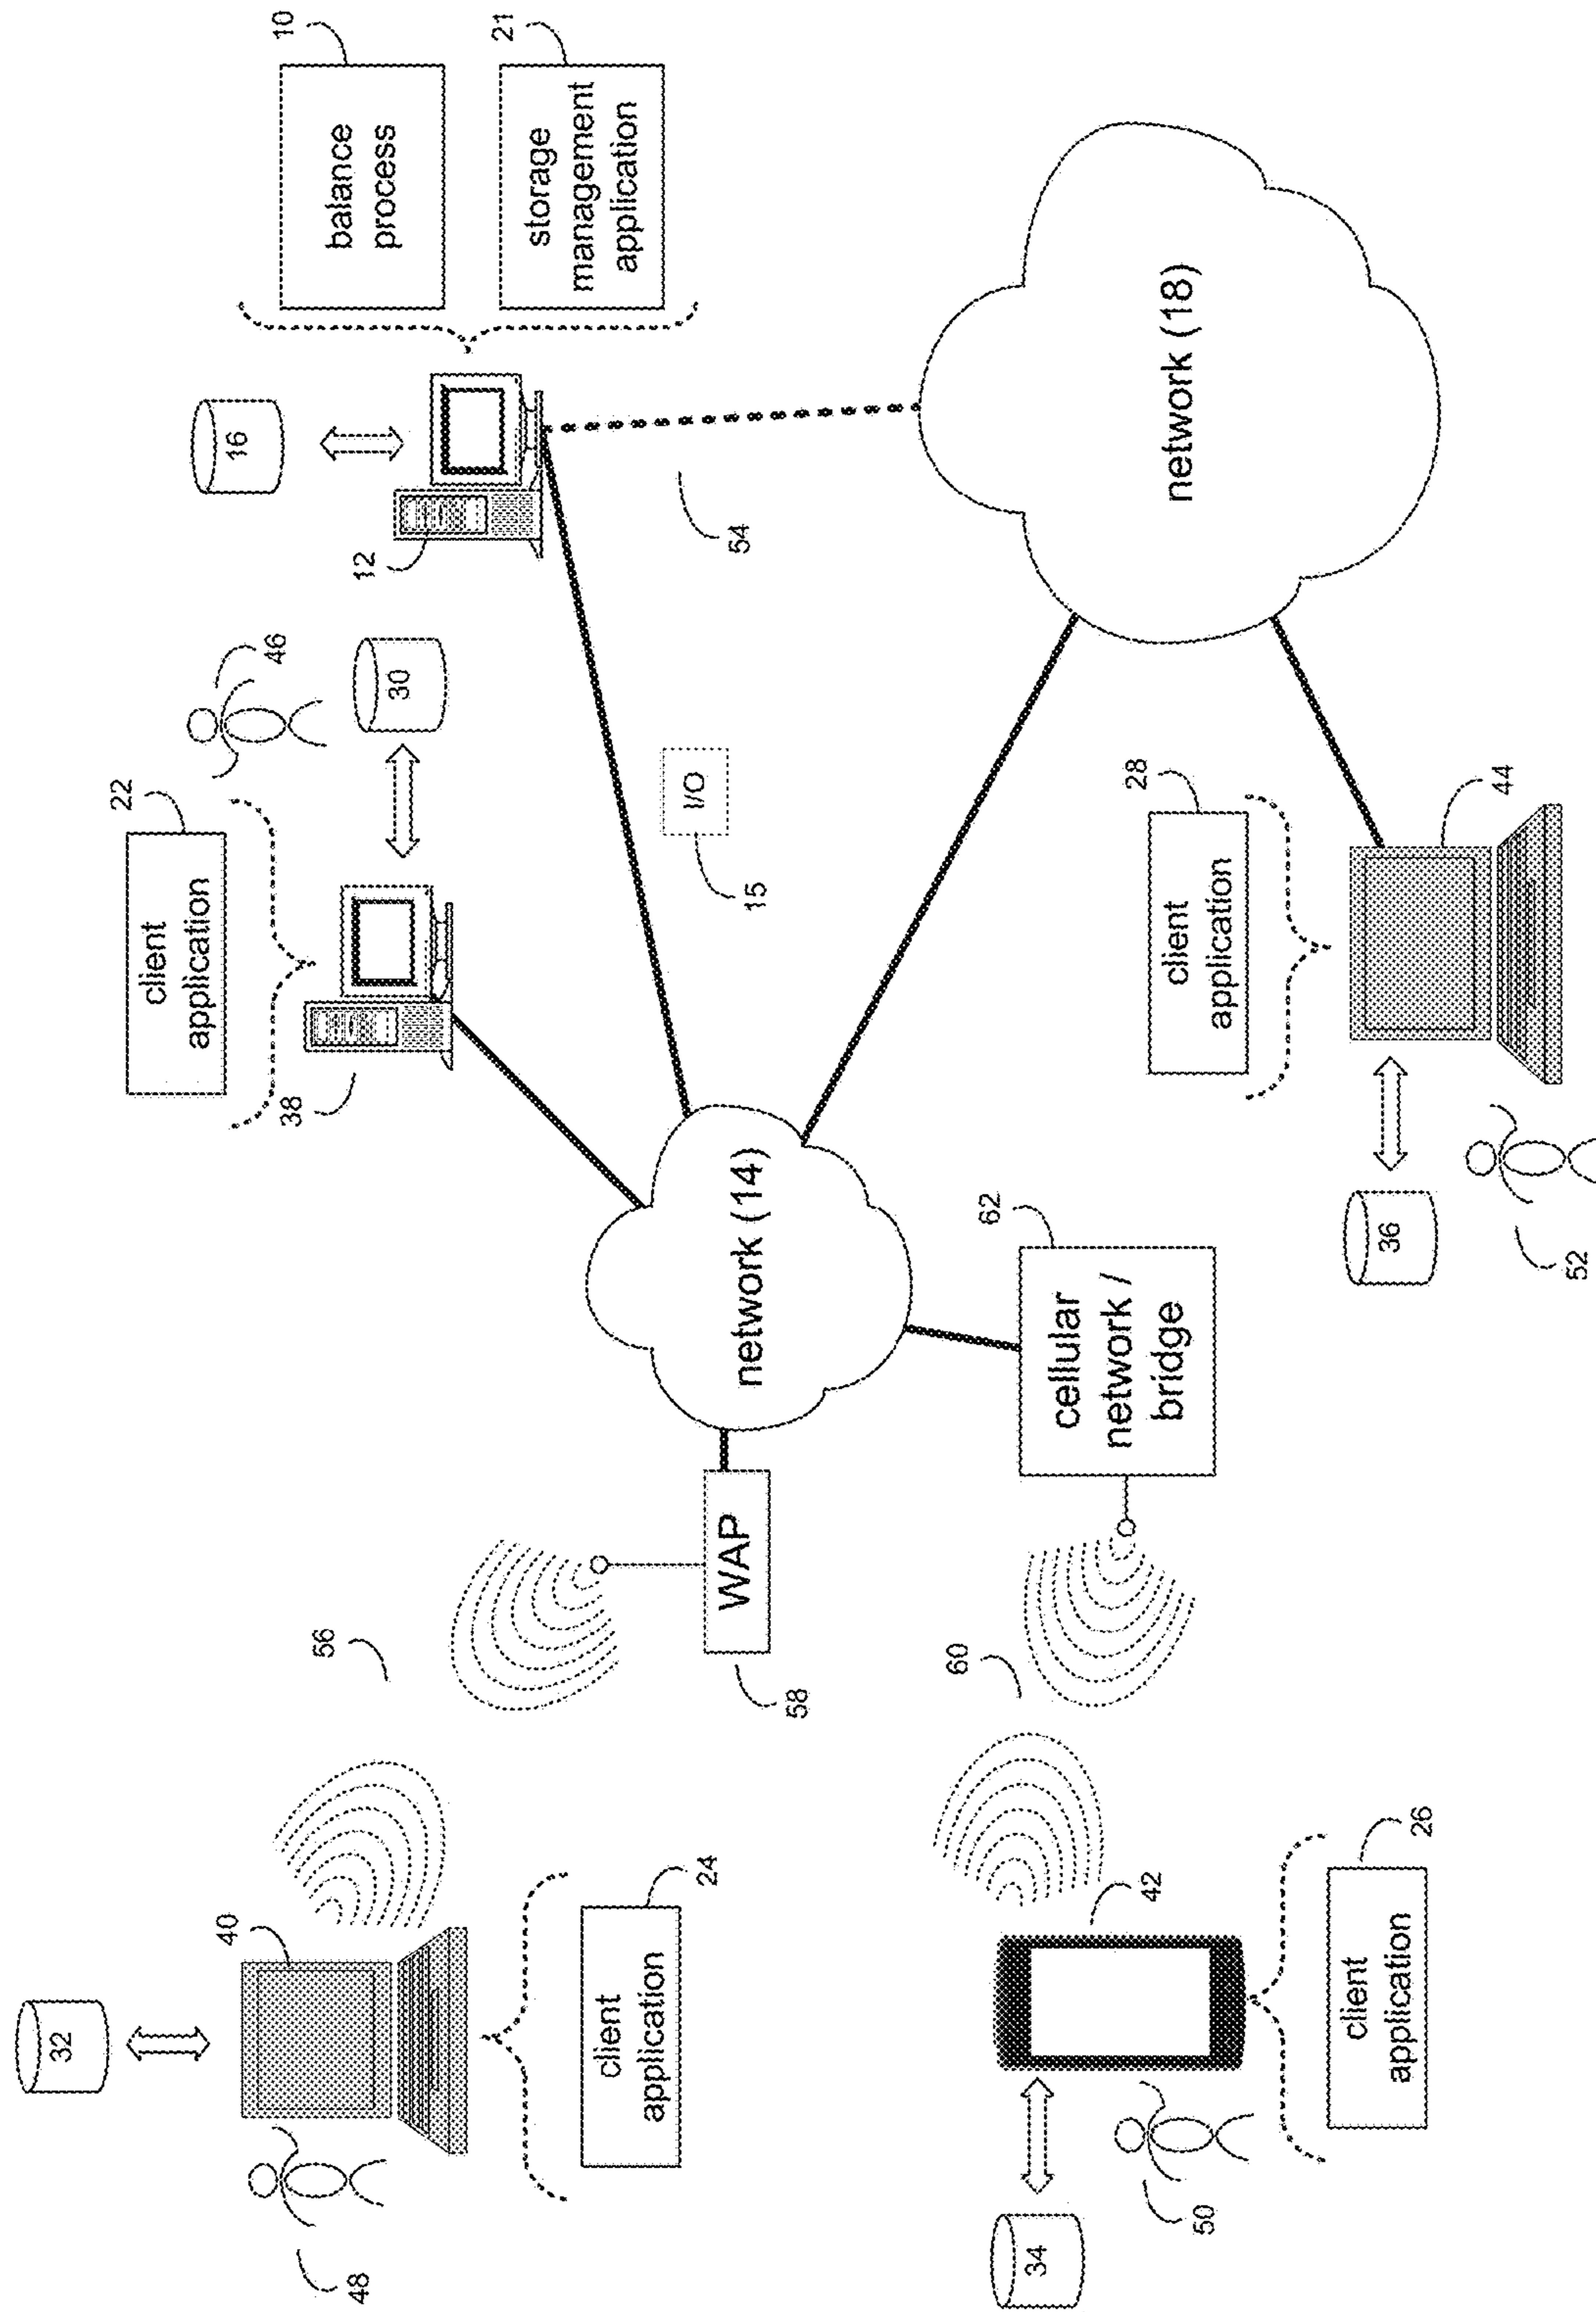 32
40
48
client
application
24
56
WAP
58
client
application
22
38
46
30
16
12
balance
process
10
storage
management
application
21
54
I/O
15
network (14)
network (18)
34
42
50
client
application
26
60
cellular
network /
bridge
62
client
application
28
44
36
52